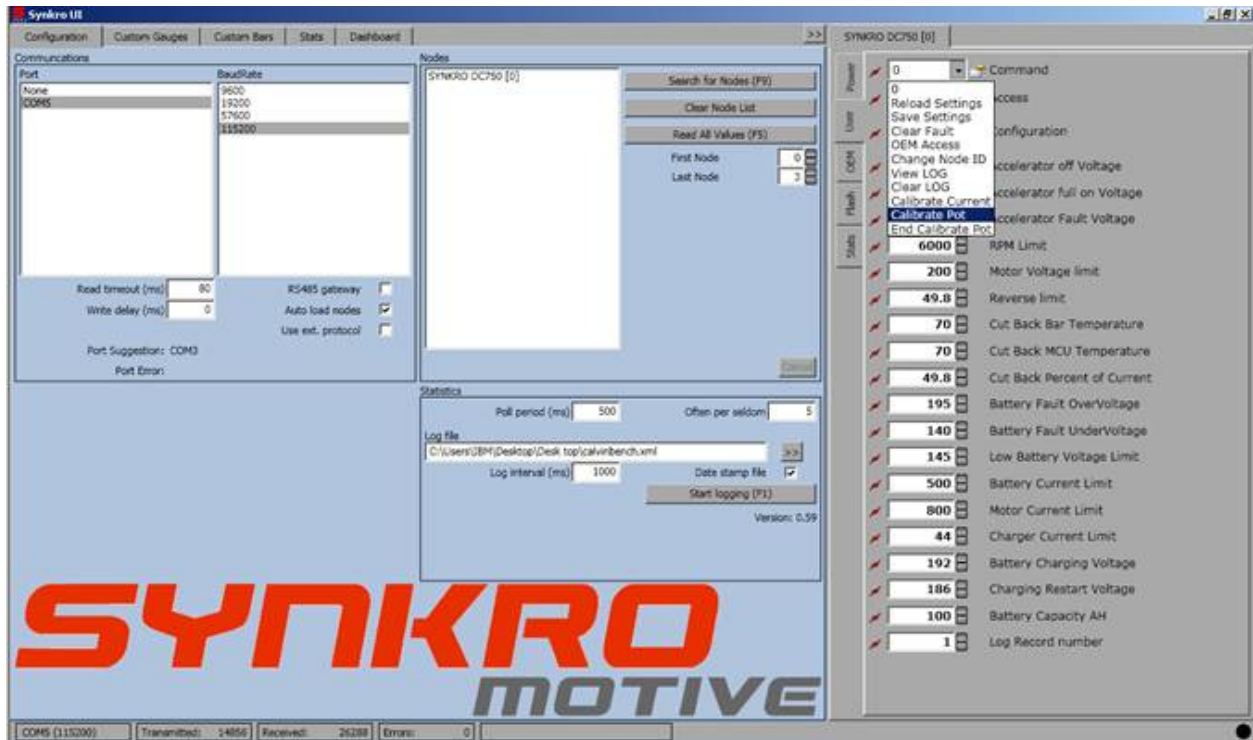 Synkro UI
Configuration Custom Gauges Custom Bars Stats Dashboard >> SYNKRO DC750 [0]
Communcations
Port BaudRate
None
COM5
9600
19200
57600
115200
Read timeout (ms) 80 RS485 gateway
Write delay (ms) 0 Auto load nodes
Use ext. protocol
Port Suggestion: COM3
Port Error:
Nodes
SYNKRO DC750 [0]
Search for Nodes (F9)
Clear Node List
Read All Values (F5)
First Node 0
Last Node 3
Cancel
Statistics
Poll period (ms) 500 Often per seldom 5
Log file
C:\Users\IBM\Desktop\Desk top\calvinbench.xml >>
Log interval (ms) 1000 Date stamp file
Start logging (F1)
Version: 0.59
SYNKRO
MOTIVE
Power
User
OEM
Flash
Stats
0 Command
0
Reload Settings
Save Settings
Clear Fault
OEM Access
Change Node ID
View LOG
Clear LOG
Calibrate Current
Calibrate Pot
End Calibrate Pot
Access
Configuration
Accelerator off Voltage
Accelerator full on Voltage
Accelerator Fault Voltage
6000 RPM Limit
200 Motor Voltage limit
49.8 Reverse limit
70 Cut Back Bar Temperature
70 Cut Back MCU Temperature
49.8 Cut Back Percent of Current
195 Battery Fault OverVoltage
140 Battery Fault UnderVoltage
145 Low Battery Voltage Limit
500 Battery Current Limit
800 Motor Current Limit
44 Charger Current Limit
192 Battery Charging Voltage
186 Charging Restart Voltage
100 Battery Capacity AH
1 Log Record number
COM5 (115200) Transmitted: 14856 Received: 26288 Errors: 0